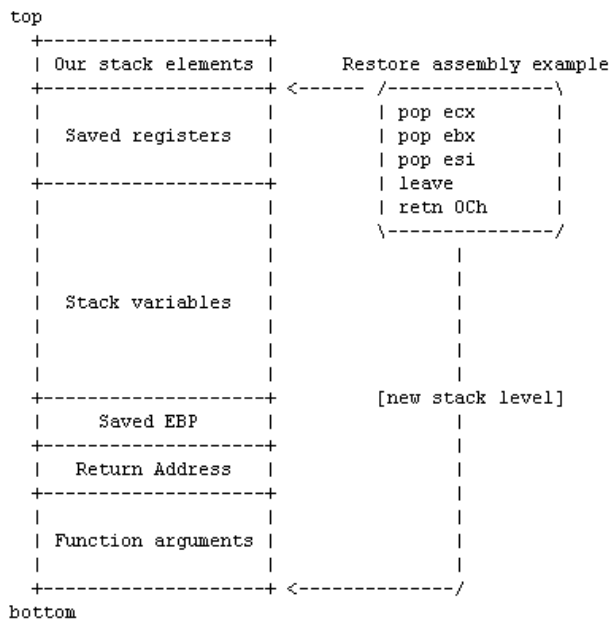 top
Our stack elements
Restore assembly example
Saved registers
pop ecx
pop ebx
pop esi
leave
retn 0Ch
Stack variables
[new stack level]
Saved EBP
Return Address
Function arguments
bottom